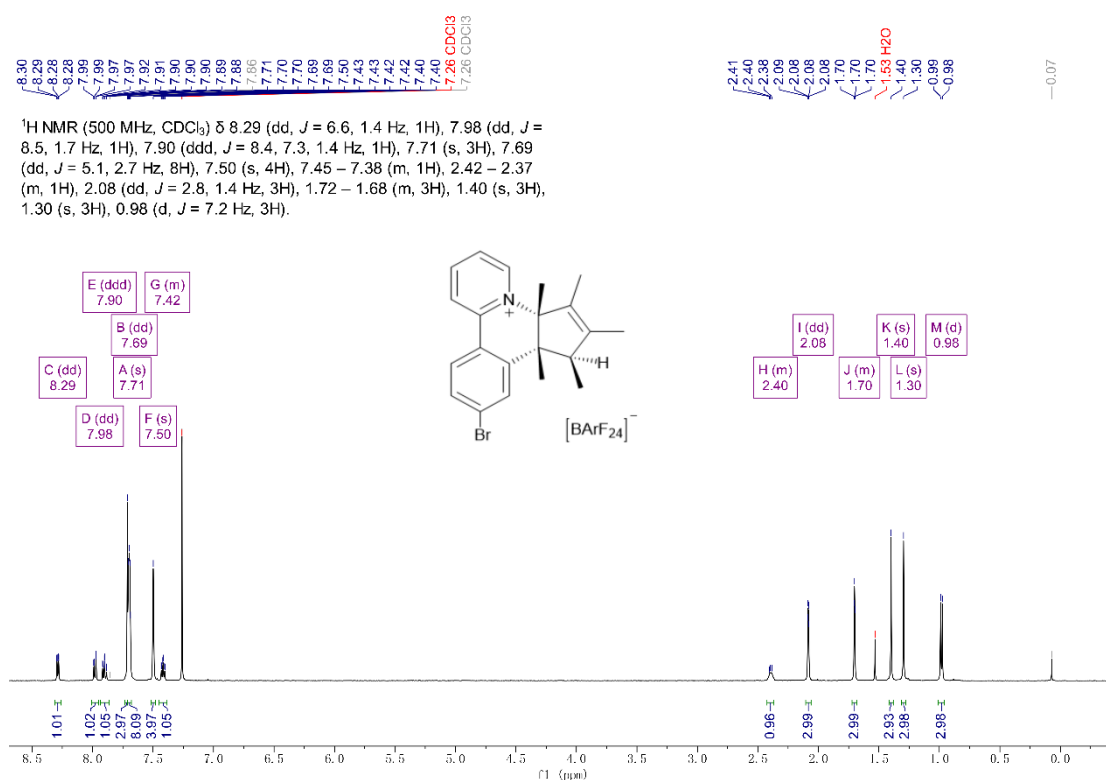 8.30 8.29 8.28 8.28 7.99 7.99 7.97 7.97 7.92 7.91 7.90 7.90 7.90 7.89 7.88 7.86 7.71 7.70 7.70 7.69 7.69 7.50 7.43 7.43 7.42 7.42 7.40 7.40 7.26 CDCl3 7.26 CDCl3 2.41 2.40 2.38 2.09 2.08 2.08 2.08 1.70 1.70 1.70 1.53 H2O 1.40 1.30 0.99 0.98 0.07
¹H NMR (500 MHz, CDCl₃) δ 8.29 (dd, J = 6.6, 1.4 Hz, 1H), 7.98 (dd, J =
8.5, 1.7 Hz, 1H), 7.90 (ddd, J = 8.4, 7.3, 1.4 Hz, 1H), 7.71 (s, 3H), 7.69
(dd, J = 5.1, 2.7 Hz, 8H), 7.50 (s, 4H), 7.45 – 7.38 (m, 1H), 2.42 – 2.37
(m, 1H), 2.08 (dd, J = 2.8, 1.4 Hz, 3H), 1.72 – 1.68 (m, 3H), 1.40 (s, 3H),
1.30 (s, 3H), 0.98 (d, J = 7.2 Hz, 3H).
E (ddd)
7.90
G (m)
7.42
B (dd)
7.69
C (dd)
8.29
A (s)
7.71
D (dd)
7.98
F (s)
7.50
N
+
H
Br
[BArF₂₄]⁻
I (dd)
2.08
K (s)
1.40
M (d)
0.98
H (m)
2.40
J (m)
1.70
L (s)
1.30
1.01 1.02 1.05 2.97 8.09 3.97 1.05 0.96 2.99 2.99 2.93 2.98 2.98
8.5 8.0 7.5 7.0 6.5 6.0 5.5 5.0 4.5 4.0 3.5 3.0 2.5 2.0 1.5 1.0 0.5 0.0
f1 (ppm)